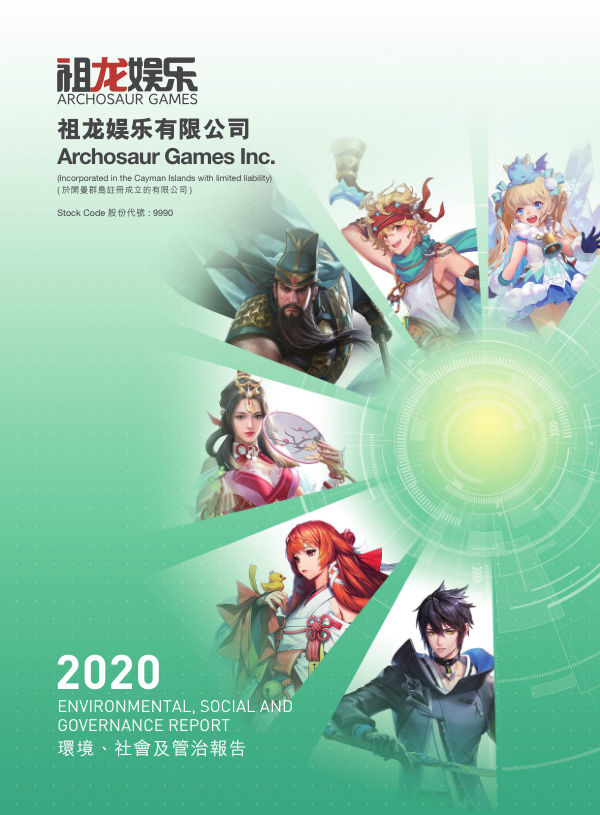 祖龙娱乐
ARCHOSAUR GAMES
祖龙娱乐有限公司
Archosaur Games Inc.
(Incorporated in the Cayman Islands with limited liability)
(於開曼群島註冊成立的有限公司)
Stock Code 股份代號 : 9990
2020
ENVIRONMENTAL, SOCIAL AND
GOVERNANCE REPORT
環境、社會及管治報告